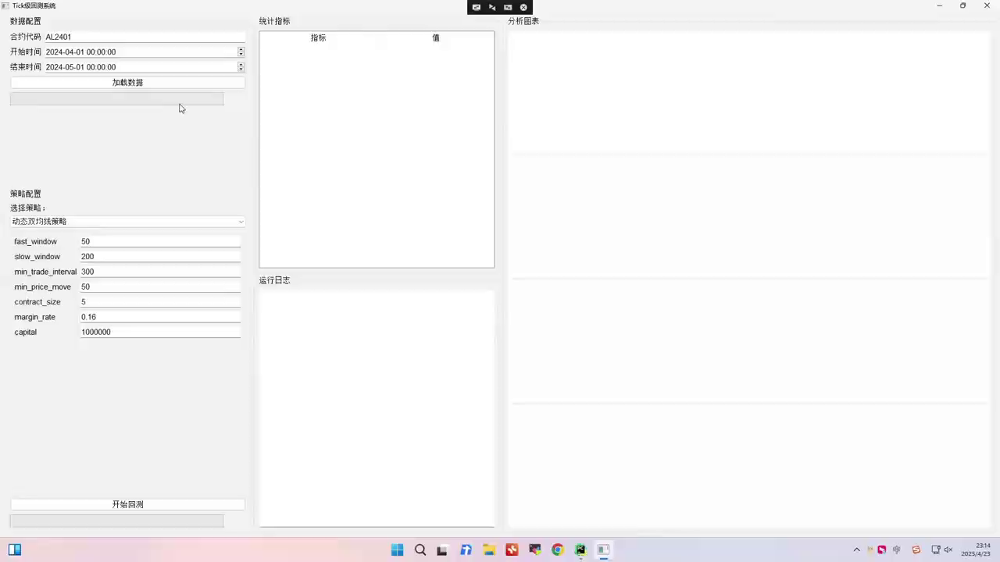 Tick级回测系统
数据配置
合约代码 AL2401
开始时间 2024-04-01 00:00:00
结束时间 2024-05-01 00:00:00
加载数据
策略配置
选择策略：
动态双均线策略
fast_window 50
slow_window 200
min_trade_interval 300
min_price_move 50
contract_size 5
margin_rate 0.16
capital 1000000
开始回测
统计指标
指标 值
运行日志
分析图表
23:14
2025/4/23